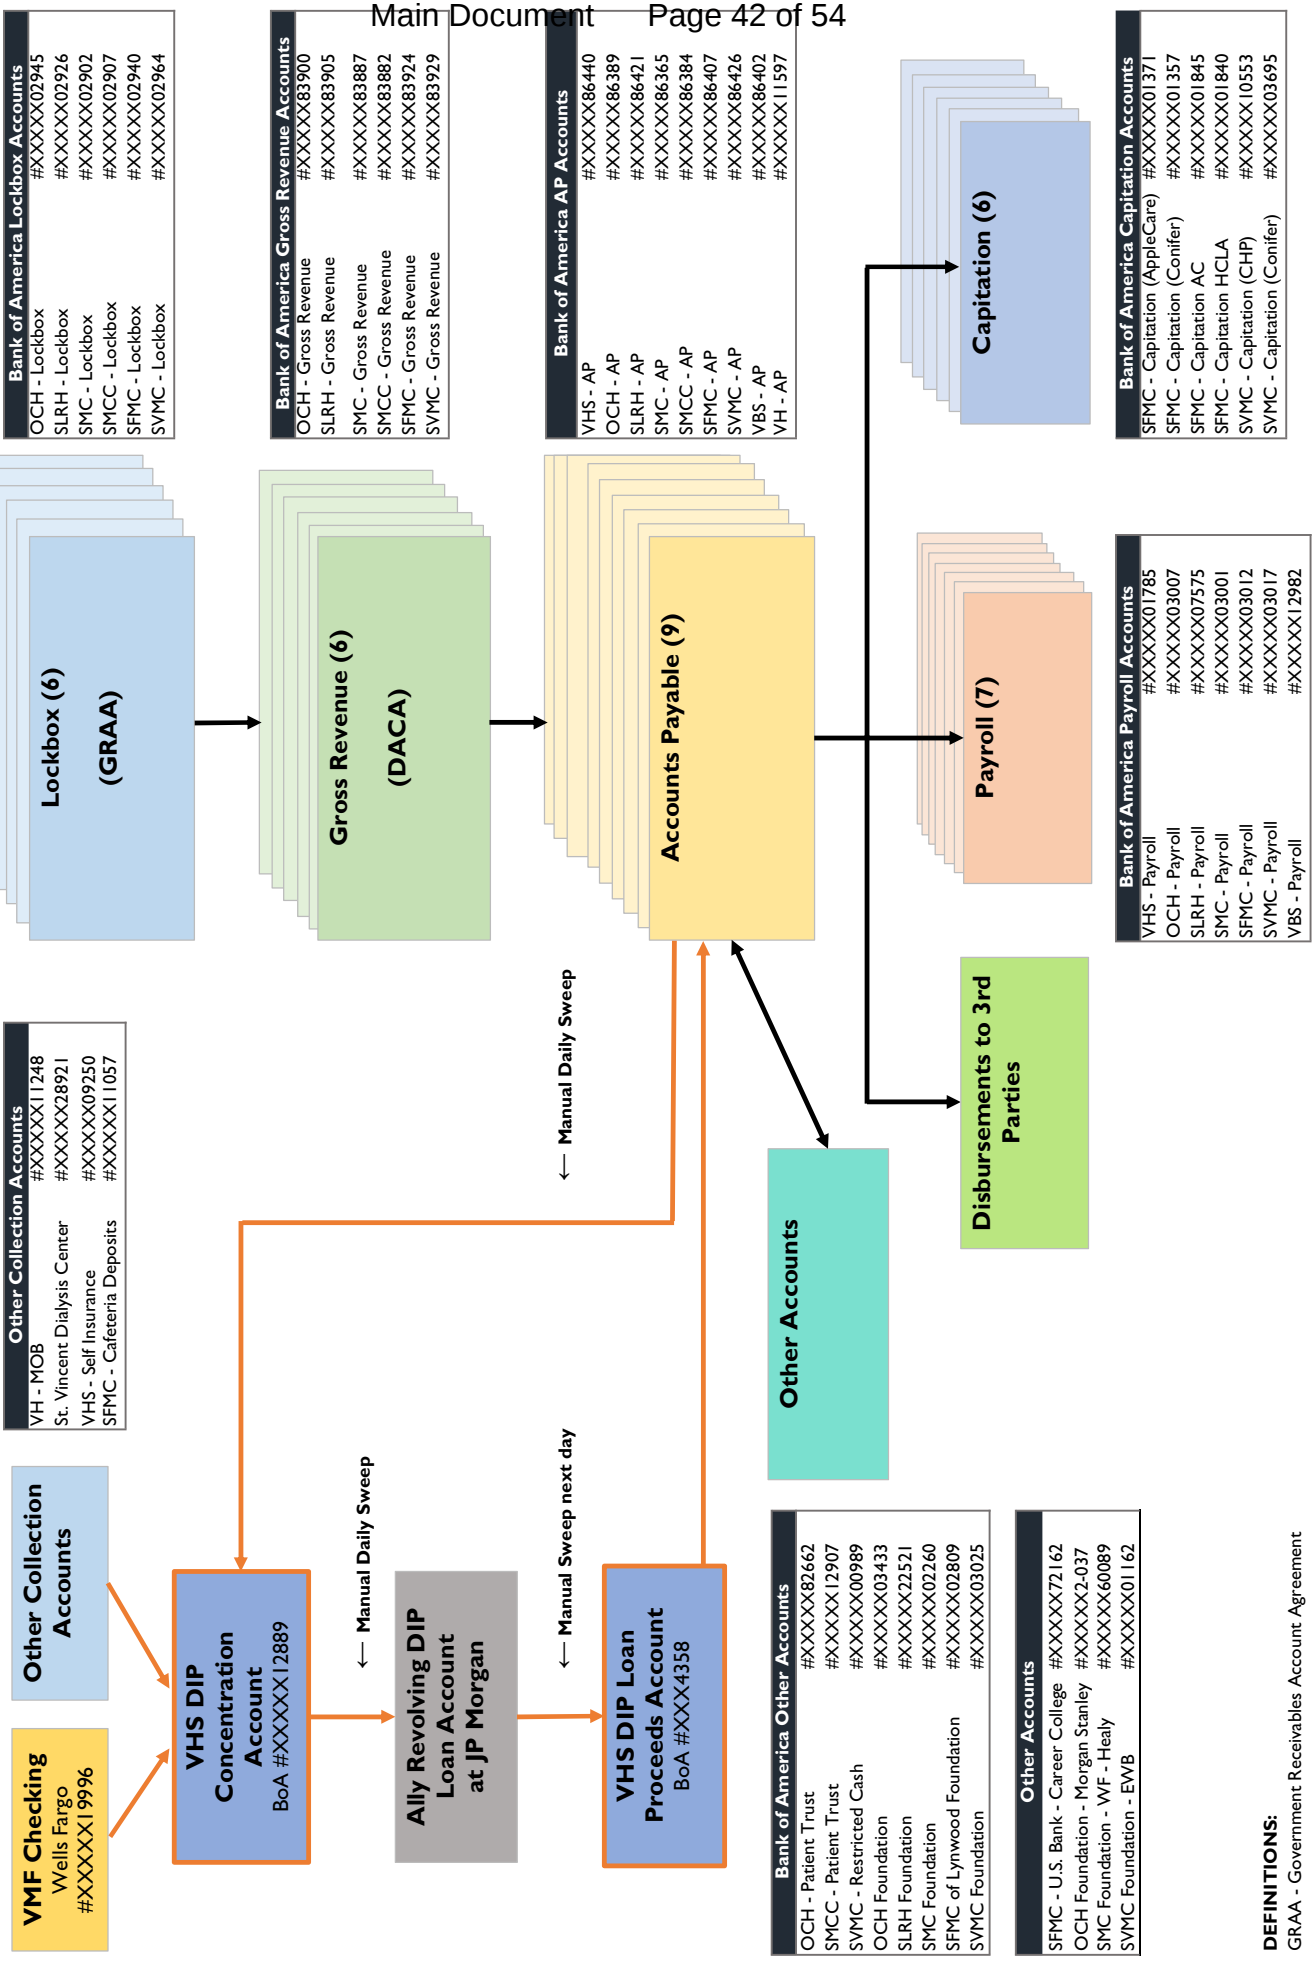 Main Document Page 42 of 54
VMF Checking
Wells Fargo
#XXXXX19996
Other Collection
Accounts
Other Collection Accounts
VH - MOB #XXXXX11248
St. Vincent Dialysis Center #XXXXX28921
VHS - Self Insurance #XXXXX09250
SFMC - Cafeteria Deposits #XXXXX11057
Lockbox (6)
(GRAA)
Bank of America Lockbox Accounts
OCH - Lockbox #XXXXX02945
SLRH - Lockbox #XXXXX02926
SMC - Lockbox #XXXXX02902
SMCC - Lockbox #XXXXX02907
SFMC - Lockbox #XXXXX02940
SVMC - Lockbox #XXXXX02964
VHS DIP
Concentration
Account
BoA #XXXXX12889
← Manual Daily Sweep
Gross Revenue (6)
(DACA)
Bank of America Gross Revenue Accounts
OCH - Gross Revenue #XXXXX83900
SLRH - Gross Revenue #XXXXX83905
SMC - Gross Revenue #XXXXX83887
SMCC - Gross Revenue #XXXXX83882
SFMC - Gross Revenue #XXXXX83924
SVMC - Gross Revenue #XXXXX83929
Ally Revolving DIP
Loan Account
at JP Morgan
← Manual Sweep next day
← Manual Daily Sweep
VHS DIP Loan
Proceeds Account
BoA #XXX4358
Accounts Payable (9)
Bank of America AP Accounts
VHS - AP #XXXXX86440
OCH - AP #XXXXX86389
SLRH - AP #XXXXX86421
SMC - AP #XXXXX86365
SMCC - AP #XXXXX86384
SFMC - AP #XXXXX86407
SVMC - AP #XXXXX86426
VBS - AP #XXXXX86402
VH - AP #XXXXX11597
Bank of America Other Accounts
OCH - Patient Trust #XXXXX82662
SMCC - Patient Trust #XXXXX12907
SVMC - Restricted Cash #XXXXX00989
OCH Foundation #XXXXX03433
SLRH Foundation #XXXXX22521
SMC Foundation #XXXXX02260
SFMC of Lynwood Foundation #XXXXX02809
SVMC Foundation #XXXXX03025
Other Accounts
Disbursements to 3rd
Parties
Payroll (7)
Capitation (6)
Other Accounts
SFMC - U.S. Bank - Career College #XXXXX72162
OCH Foundation - Morgan Stanley #XXXXX2-037
SMC Foundation - WF - Healy #XXXXX60089
SVMC Foundation - EWB #XXXXX01162
Bank of America Payroll Accounts
VHS - Payroll #XXXXX01785
OCH - Payroll #XXXXX03007
SLRH - Payroll #XXXXX07575
SMC - Payroll #XXXXX03001
SFMC - Payroll #XXXXX03012
SVMC - Payroll #XXXXX03017
VBS - Payroll #XXXXX12982
Bank of America Capitation Accounts
SFMC - Capitation (AppleCare) #XXXXX01371
SFMC - Capitation (Conifer) #XXXXX01357
SFMC - Capitation AC #XXXXX01845
SFMC - Capitation HCLA #XXXXX01840
SVMC - Capitation (CHP) #XXXXX10553
SVMC - Capitation (Conifer) #XXXXX03695
DEFINITIONS:
GRAA - Government Receivables Account Agreement